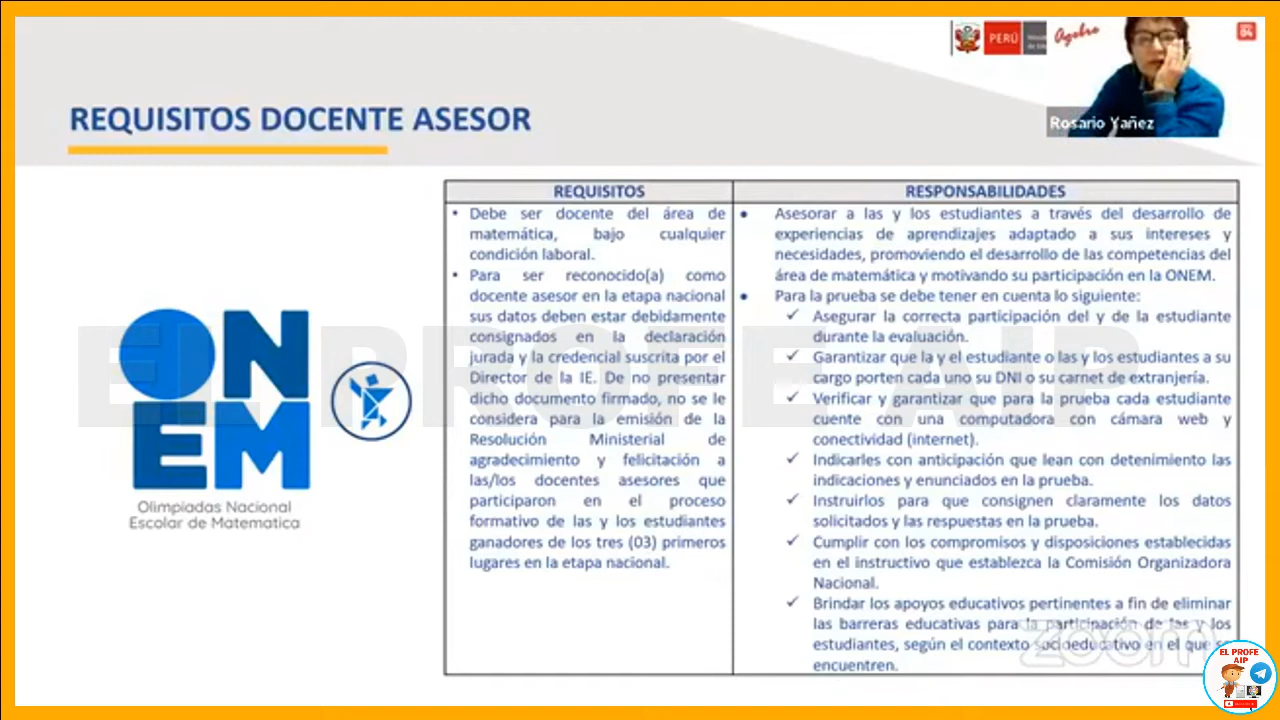 PERÚ
REQUISITOS DOCENTE ASESOR
Rosario Yañez
REQUISITOS
• Debe ser docente del área de
matemática, bajo cualquier
condición laboral.
• Para ser reconocido(a) como
docente asesor en la etapa nacional
sus datos deben estar debidamente
consignados en la declaración
jurada y la credencial suscrita por el
Director de la IE. De no presentar
dicho documento firmado, no se le
considera para la emisión de la
Resolución Ministerial de
agradecimiento y felicitación a
las/los docentes asesores que
participaron en el proceso
formativo de las y los estudiantes
ganadores de los tres (03) primeros
lugares en la etapa nacional.
RESPONSABILIDADES
• Asesorar a las y los estudiantes a través del desarrollo de
experiencias de aprendizajes adaptado a sus intereses y
necesidades, promoviendo el desarrollo de las competencias del
área de matemática y motivando su participación en la ONEM.
• Para la prueba se debe tener en cuenta lo siguiente:
✓ Asegurar la correcta participación del y de la estudiante
durante la evaluación.
✓ Garantizar que la y el estudiante o las y los estudiantes a su
cargo porten cada uno su DNI o su carnet de extranjería.
✓ Verificar y garantizar que para la prueba cada estudiante
cuente con una computadora con cámara web y
conectividad (internet).
✓ Indicarles con anticipación que lean con detenimiento las
indicaciones y enunciados en la prueba.
✓ Instruirlos para que consignen claramente los datos
solicitados y las respuestas en la prueba.
✓ Cumplir con los compromisos y disposiciones establecidas
en el instructivo que establezca la Comisión Organizadora
Nacional.
✓ Brindar los apoyos educativos pertinentes a fin de eliminar
las barreras educativas para la participación de las y los
estudiantes, según el contexto socioeducativo en el que se
encuentren.
ONEM
Olimpiadas Nacional
Escolar de Matematica
EL PROFE AIP
zoom
EL PROFE
AIP